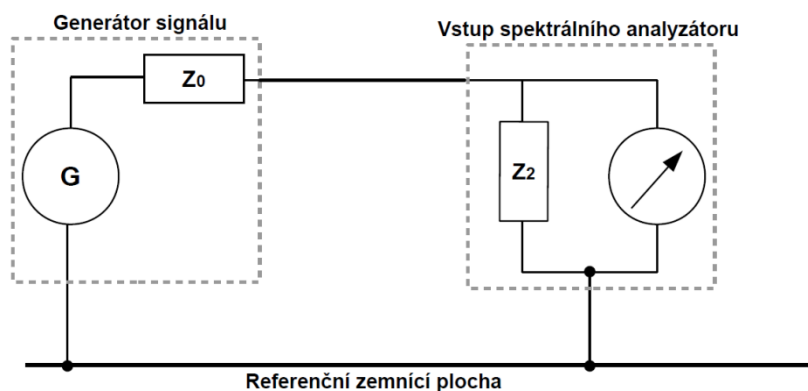 Generátor signálu
Vstup spektrálního analyzátoru
Z0
G
Z2
Referenční zemnící plocha